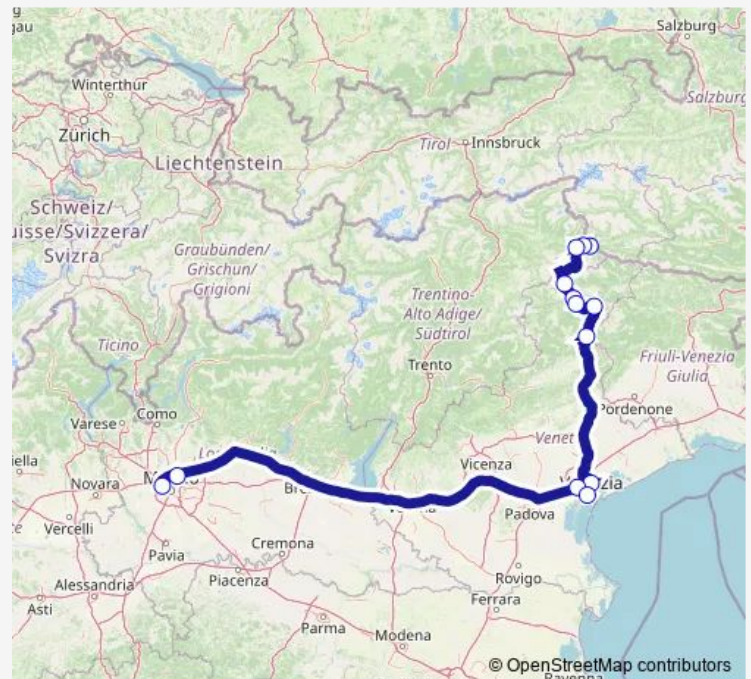 Salzburg
Winterthur
Zürich
Salzburg
Tirol
Innsbruck
Liechtenstein
Schweiz/
uisse/Svizzera/
Svizra
Graubünden/
Grischun/
Grigioni
Trentino-
Alto Adige/
Südtirol
Ticino
Trento
Friuli-Venezia
Giulia
Varese
Como
Pordenone
Venet
iella
Novara
Vicenza
Vercelli
Padova
Pavia
Cremona
Piacenza
Rovigo
Alessandria
Ferrara
Asti
Parma
Modena
© OpenStreetMap contributors